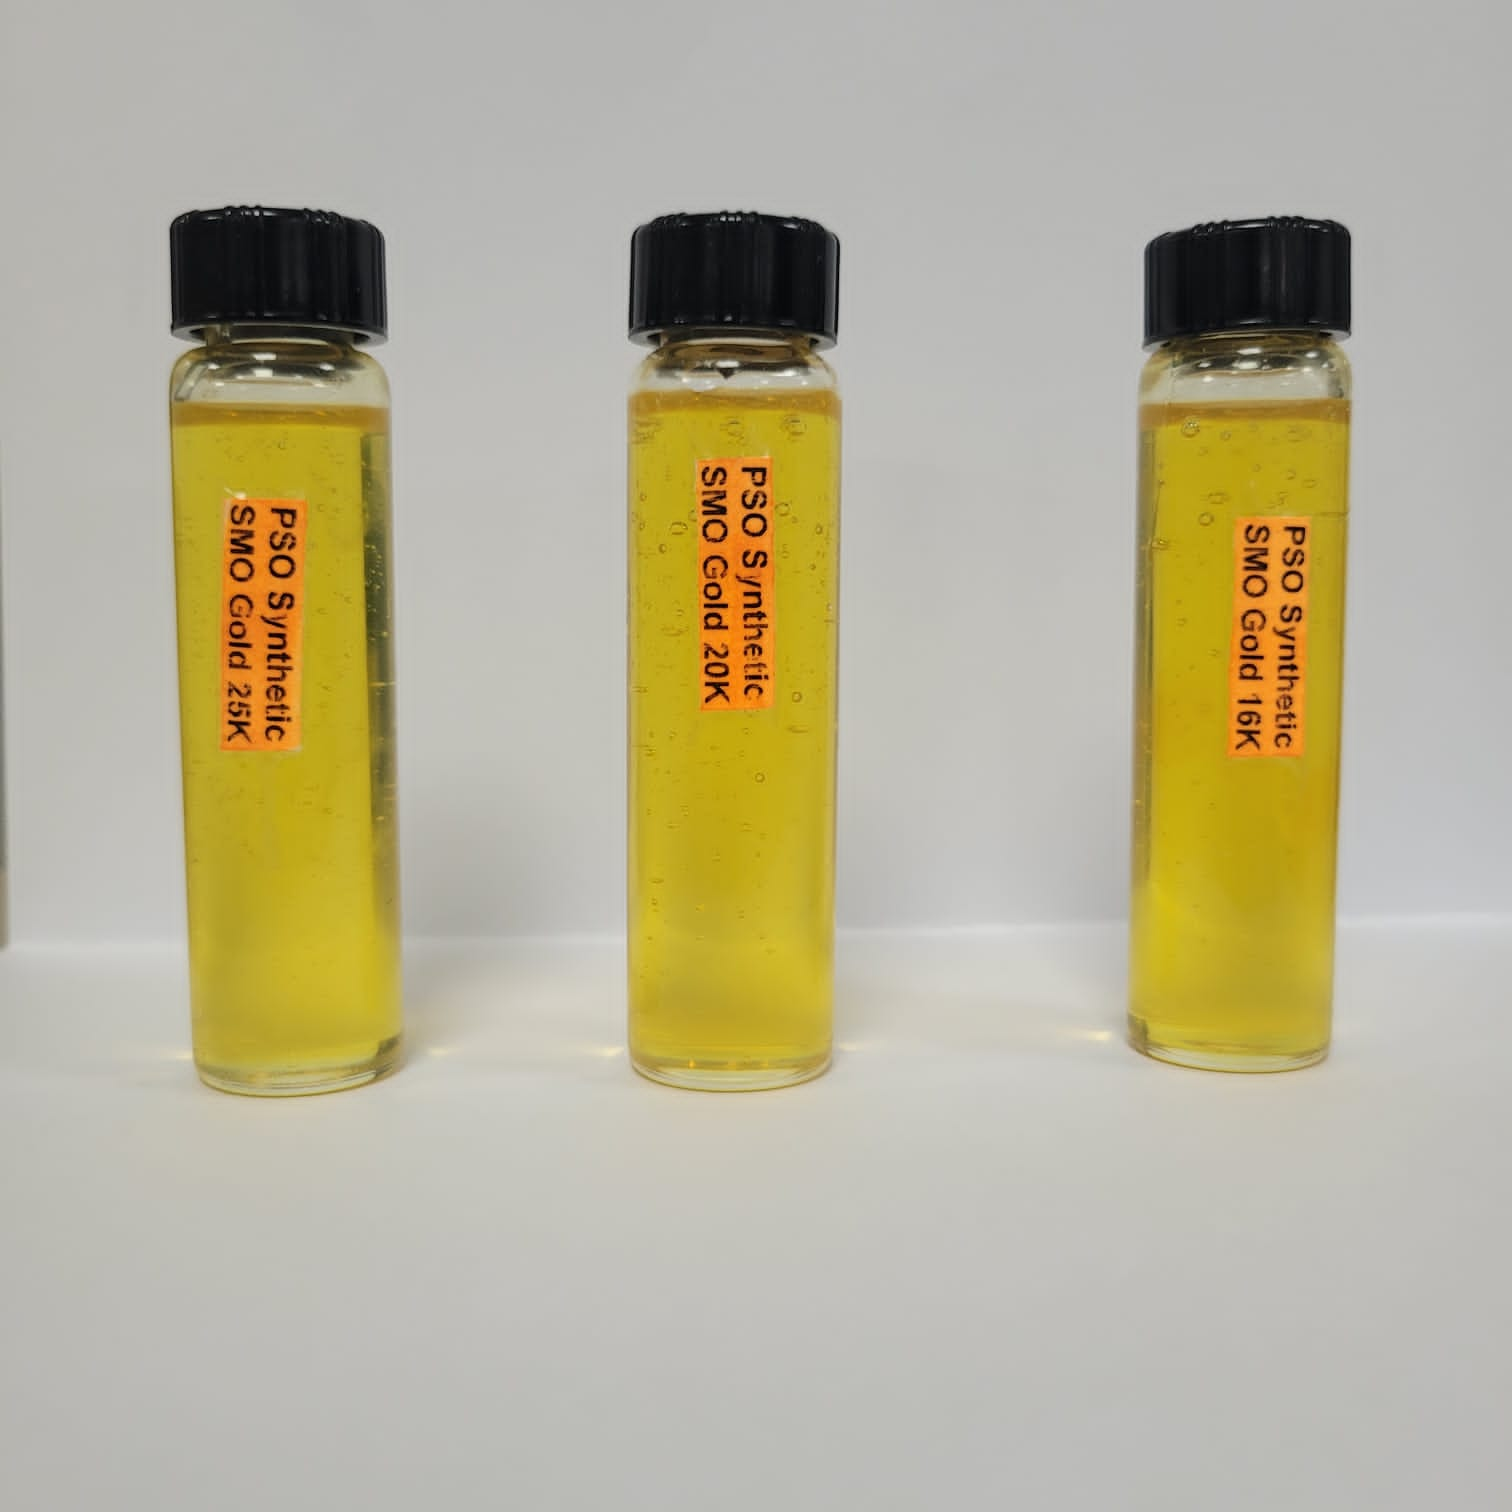 PSO Synthetic
SMO Gold 25K
PSO Synthetic
SMO Gold 20K
PSO Synthetic
SMO Gold 16K